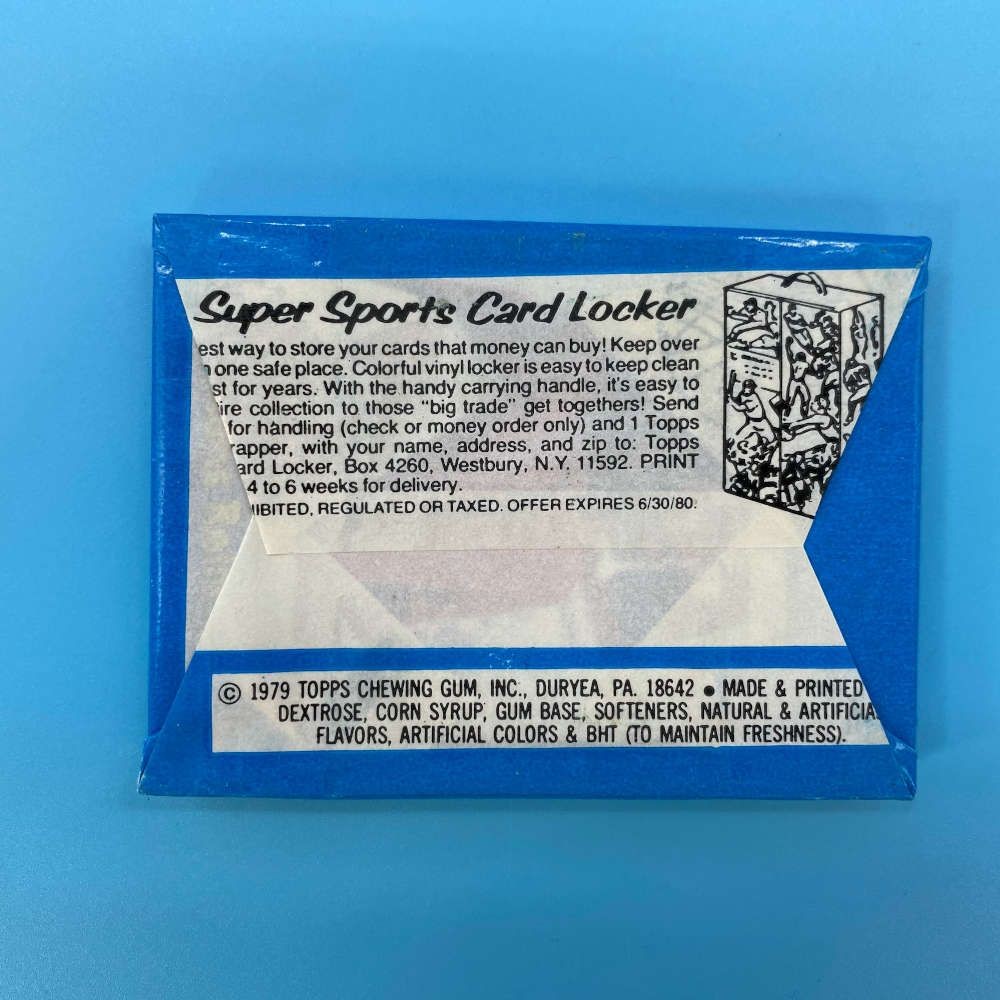 Super Sports Card Locker
est way to store your cards that money can buy! Keep over
one safe place. Colorful vinyl locker is easy to keep clean
st for years. With the handy carrying handle, it's easy to
ire collection to those "big trade" get togethers! Send
for handling (check or money order only) and 1 Topps
rapper, with your name, address, and zip to: Topps
ard Locker, Box 4260, Westbury, N.Y. 11592. PRINT
4 to 6 weeks for delivery.
IBITED, REGULATED OR TAXED. OFFER EXPIRES 6/30/80.
© 1979 TOPPS CHEWING GUM, INC., DURYEA, PA. 18642 • MADE & PRINTED
DEXTROSE, CORN SYRUP, GUM BASE, SOFTENERS, NATURAL & ARTIFICIA
FLAVORS, ARTIFICIAL COLORS & BHT (TO MAINTAIN FRESHNESS).